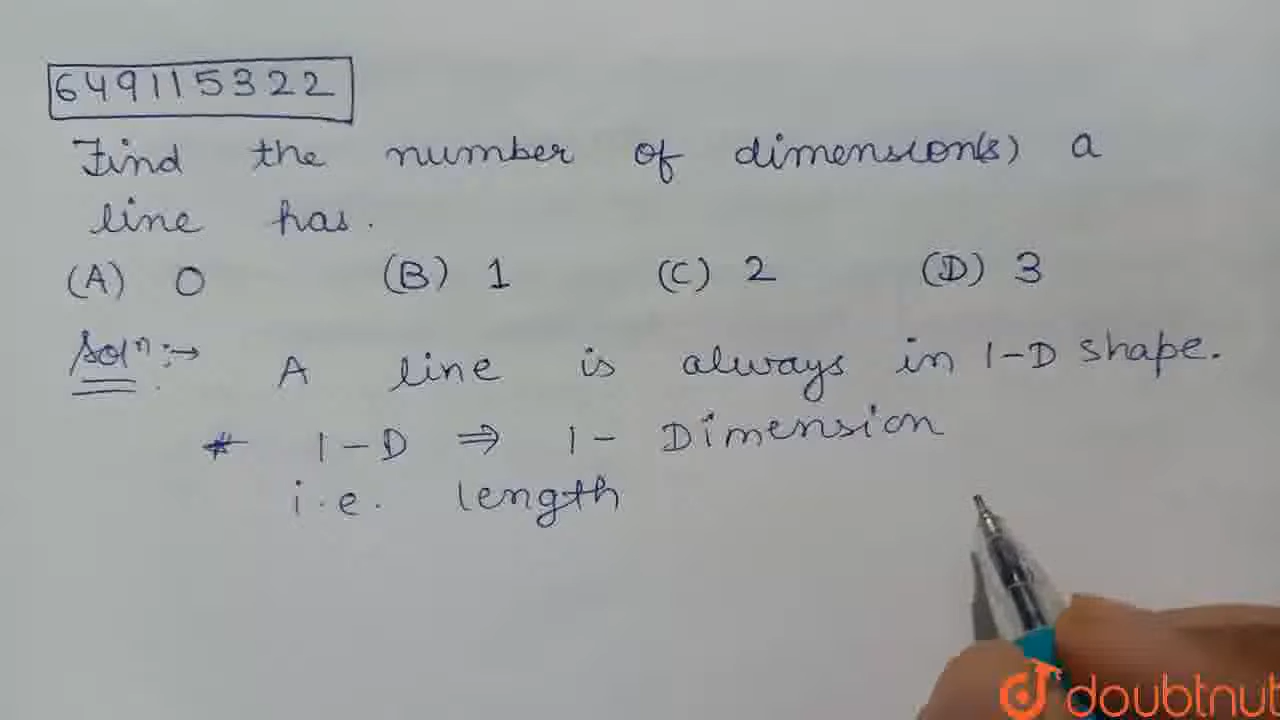 649115322
Find the number of dimension(s) a
line has.
(A) 0 (B) 1 (C) 2 (D) 3
Solⁿ:→ A line is always in 1-D shape.
* 1-D ⇒ 1- Dimension
i.e. length
doubtnut